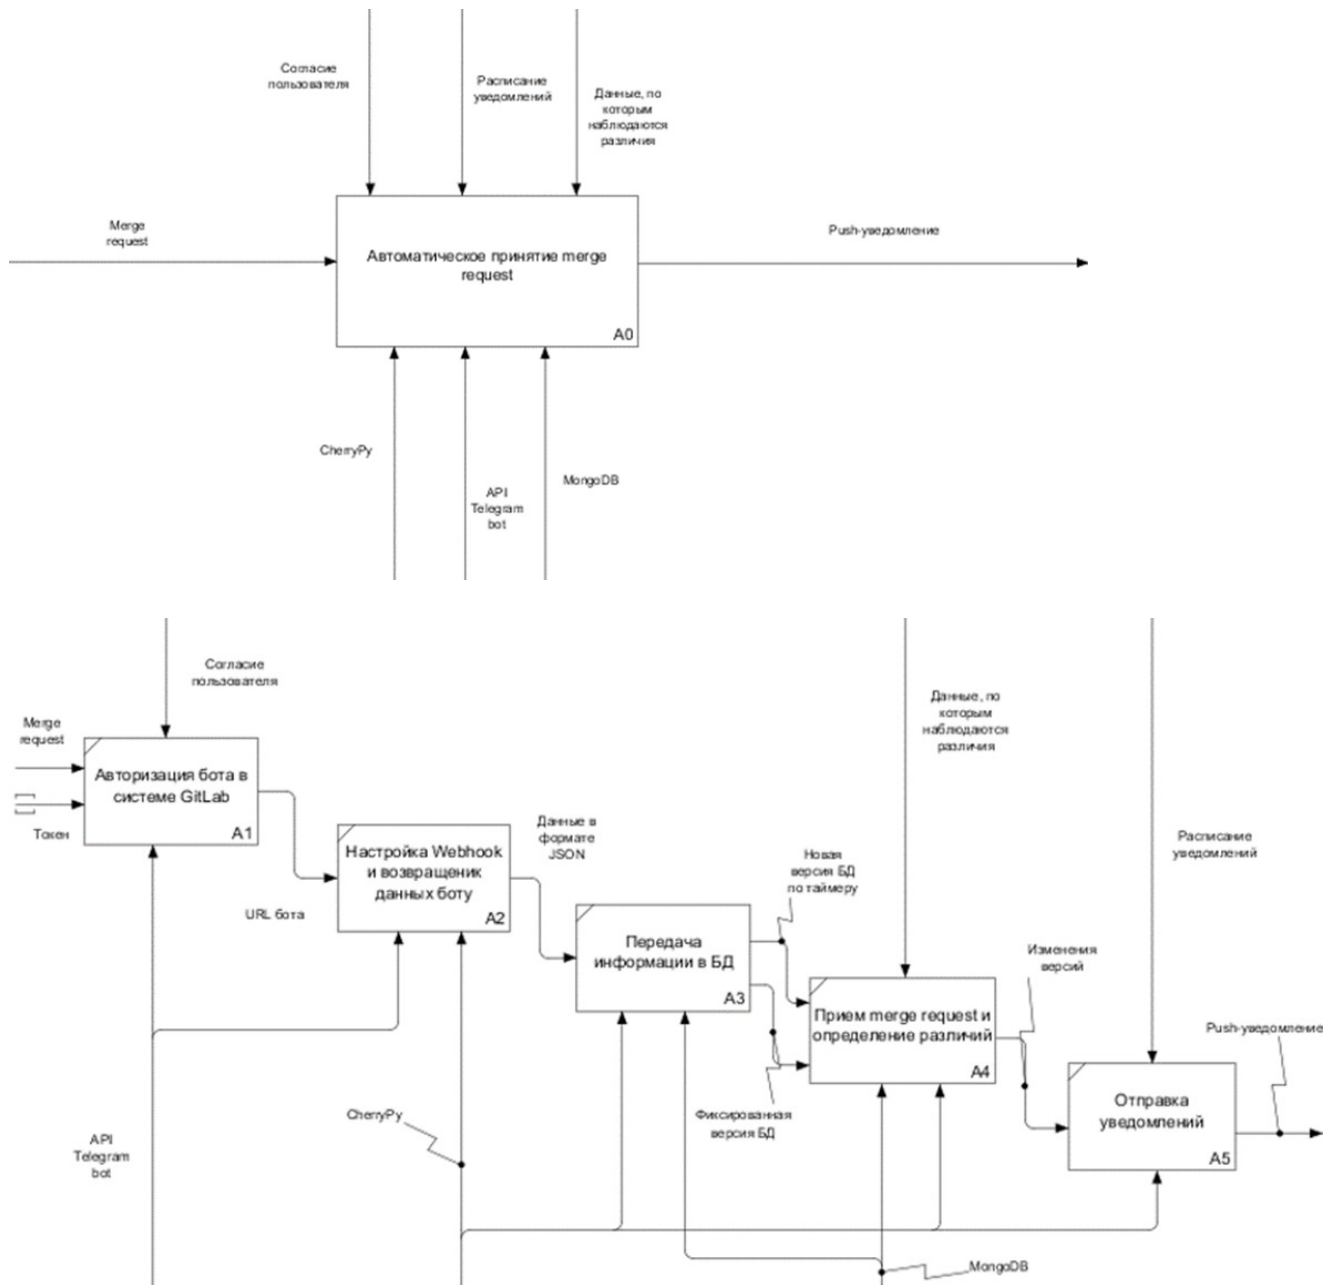 Согласие
пользователя
Расписание
уведомлений
Данные, по
которым
наблюдаются
различия
Merge
request
Автоматическое принятие merge
request
A0
Push-уведомление
CherryPy
API
Telegram
bot
MongoDB
Согласие
пользователя
Merge
request
Токен
Авторизация бота в
системе GitLab
A1
URL бота
Настройка Webhook
и возвращеник
данных боту
A2
Данные в
формате
JSON
Передача
информации в БД
A3
Новая
версия БД
по таймеру
Фиксированная
версия БД
Данные, по
которым
наблюдаются
различия
Прием merge request и
определение различий
A4
Изменения
версий
Расписание
уведомлений
Отправка
уведомлений
A5
Push-уведомление
API
Telegram
bot
CherryPy
MongoDB